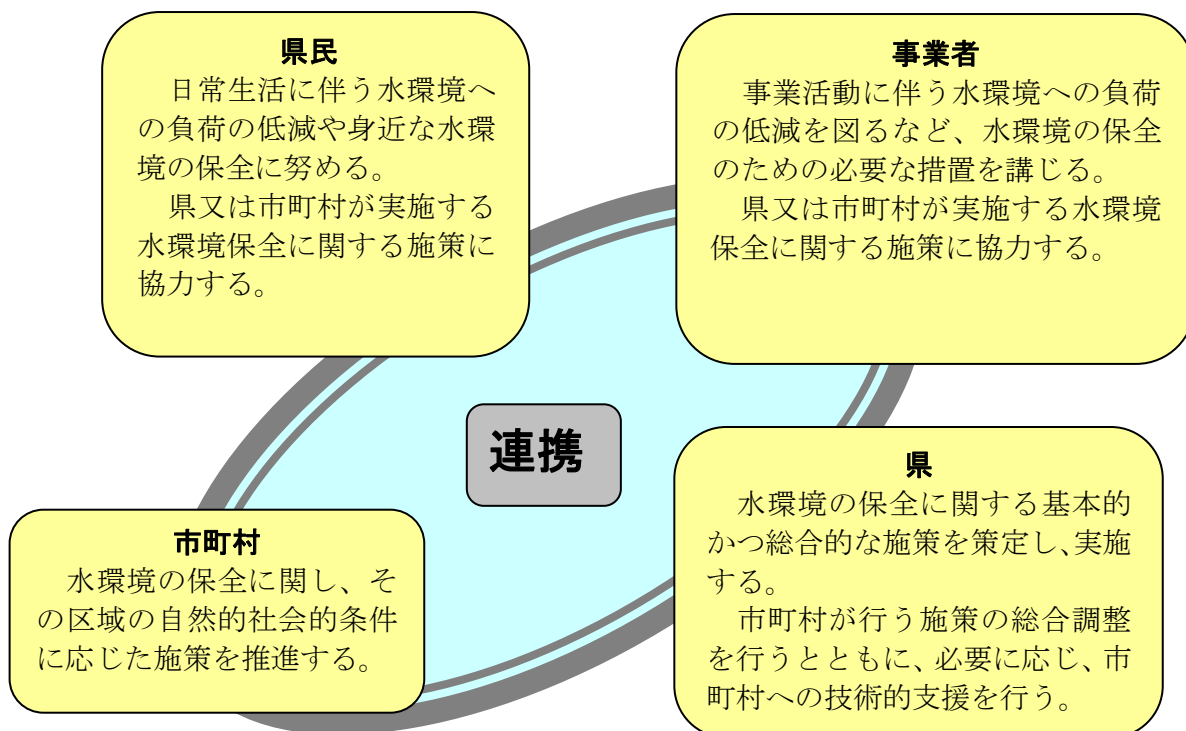 県民
日常生活に伴う水環境へ
の負荷の低減や身近な水環
境の保全に努める。
県又は市町村が実施する
水環境保全に関する施策に
協力する。
事業者
事業活動に伴う水環境への負荷
の低減を図るなど、水環境の保全
のための必要な措置を講じる。
県又は市町村が実施する水環境
保全に関する施策に協力する。
連携
市町村
水環境の保全に関し、そ
の区域の自然的社会的条件
に応じた施策を推進する。
県
水環境の保全に関する基本的
かつ総合的な施策を策定し、実施
する。
市町村が行う施策の総合調整
を行うとともに、必要に応じ、市
町村への技術的支援を行う。